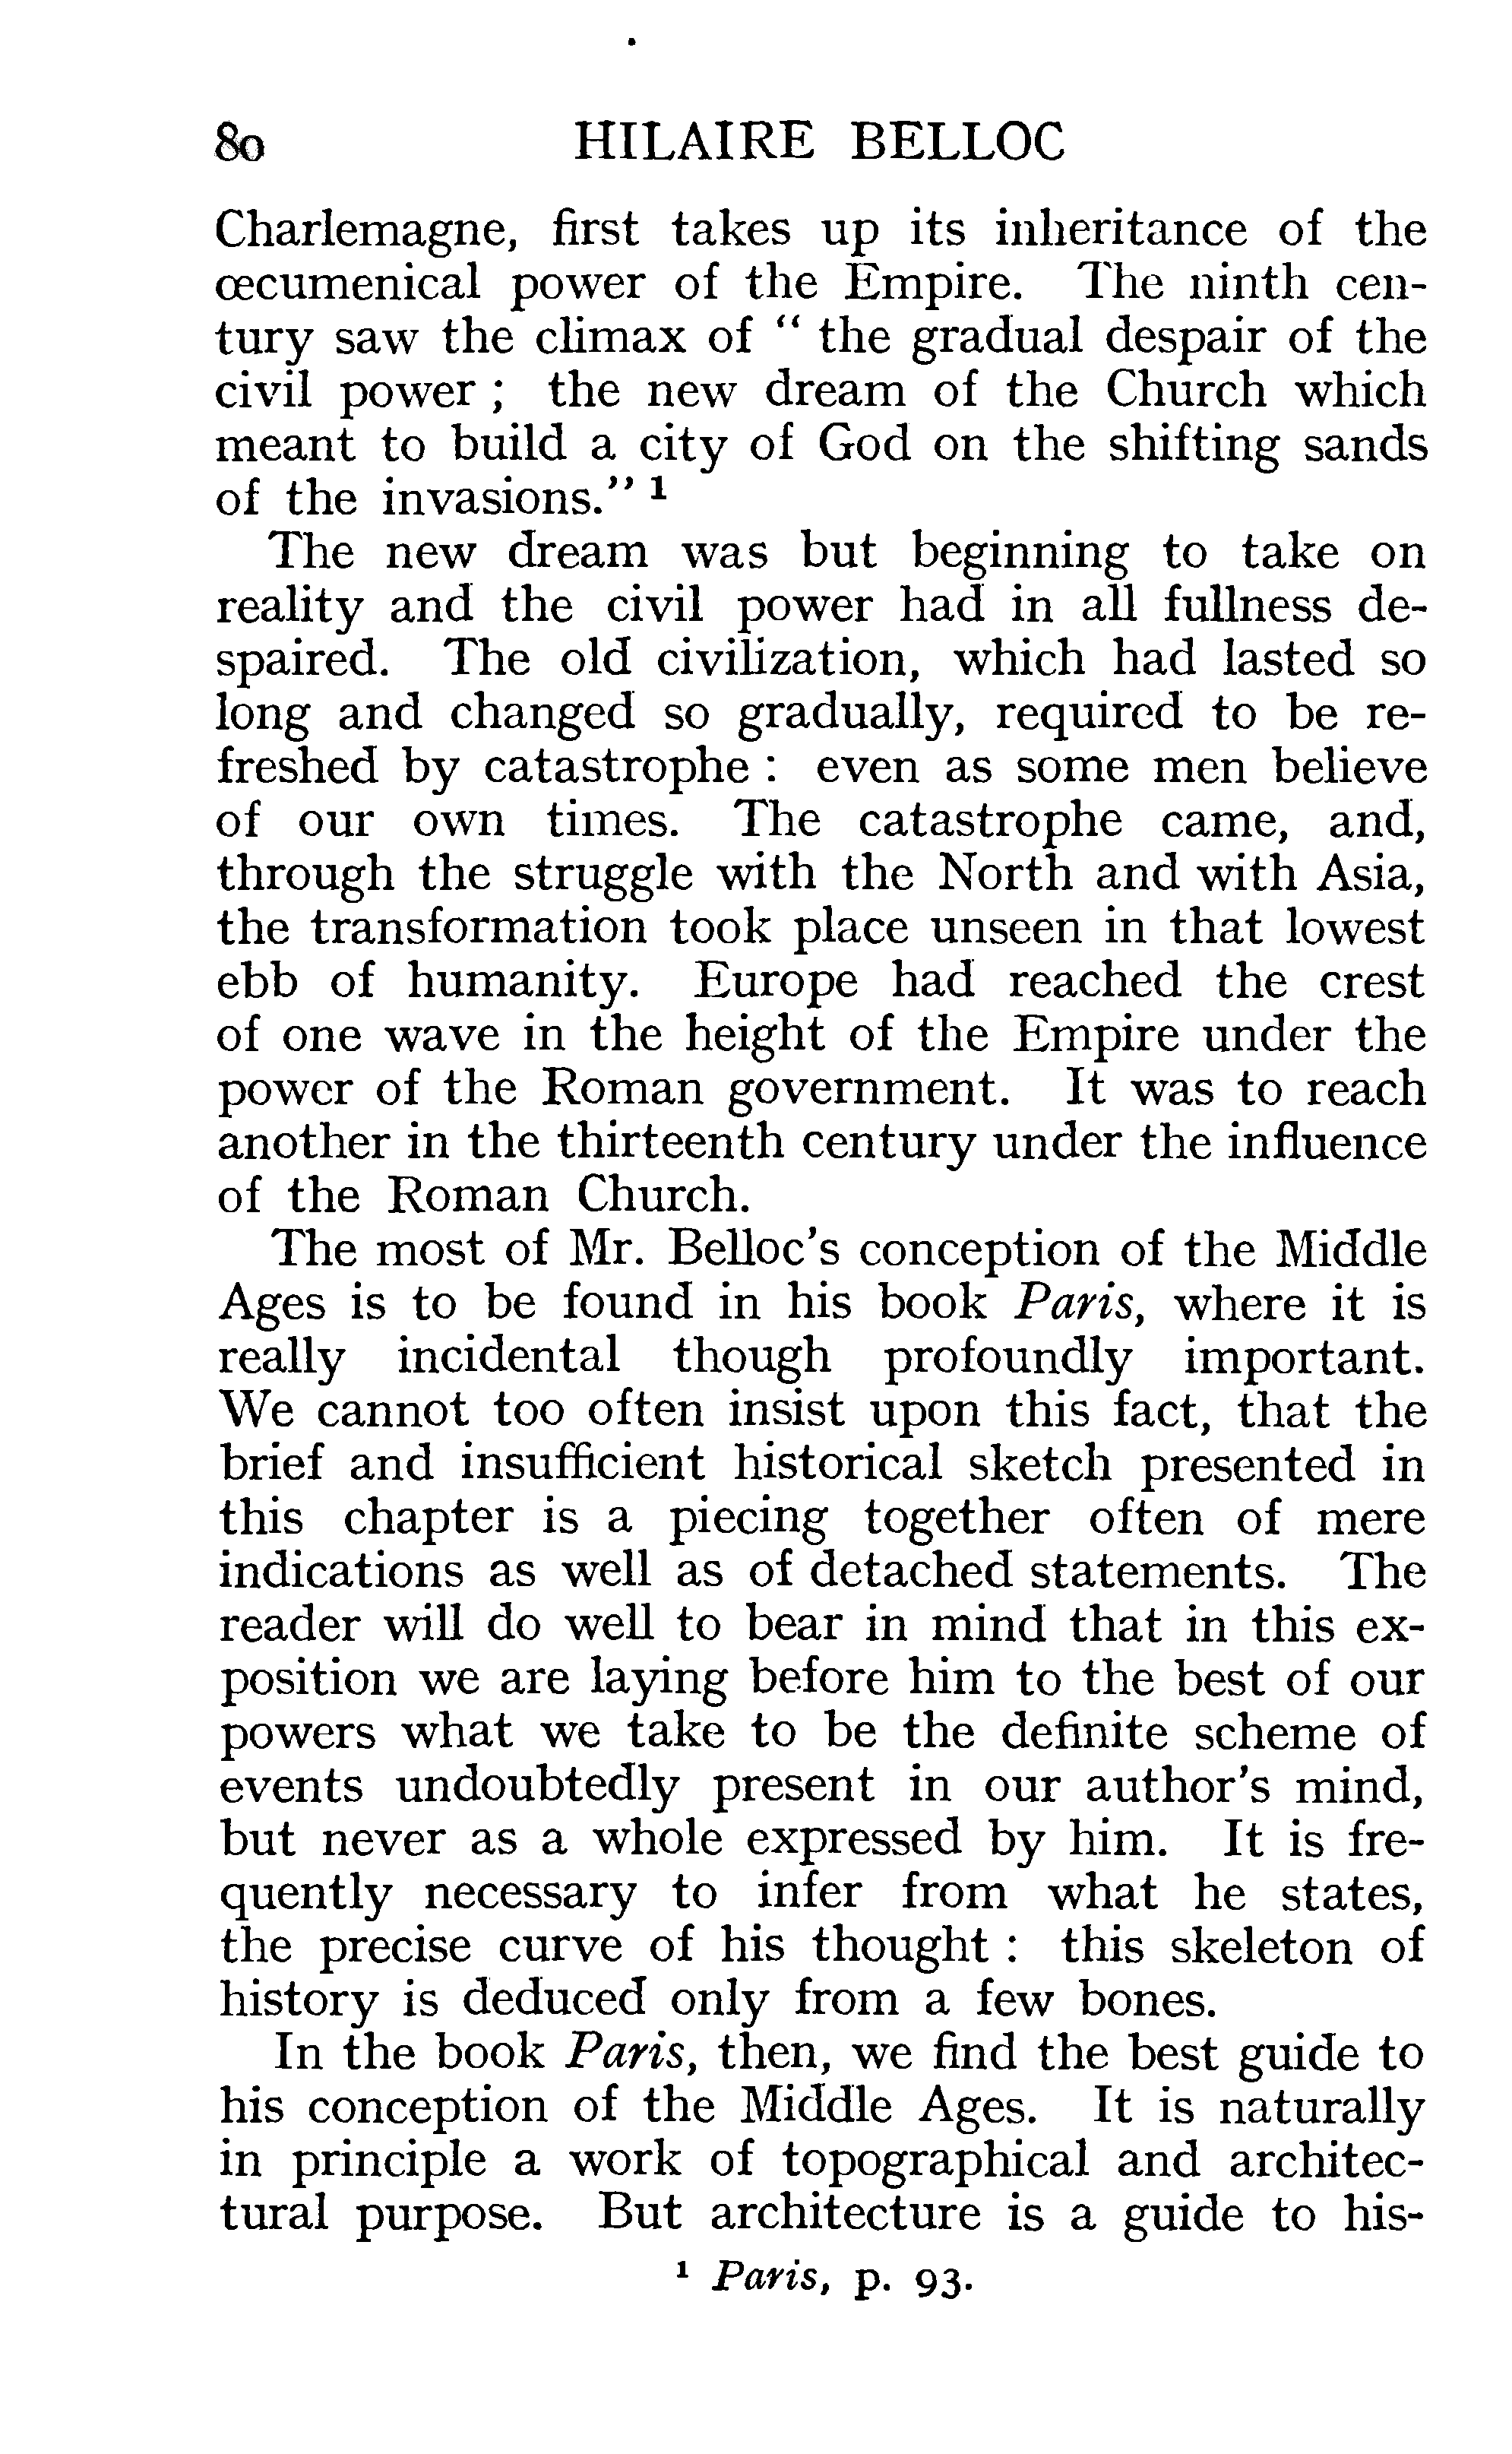 80 HILAIRE BELLOC
Charlemagne, first takes up its inheritance of the
œcumenical power of the Empire. The ninth cen-
tury saw the climax of “ the gradual despair of the
civil power ; the new dream of the Church which
meant to build a city of God on the shifting sands
of the invasions.” ¹
The new dream was but beginning to take on
reality and the civil power had in all fullness de-
spaired. The old civilization, which had lasted so
long and changed so gradually, required to be re-
freshed by catastrophe : even as some men believe
of our own times. The catastrophe came, and,
through the struggle with the North and with Asia,
the transformation took place unseen in that lowest
ebb of humanity. Europe had reached the crest
of one wave in the height of the Empire under the
power of the Roman government. It was to reach
another in the thirteenth century under the influence
of the Roman Church.
The most of Mr. Belloc’s conception of the Middle
Ages is to be found in his book Paris, where it is
really incidental though profoundly important.
We cannot too often insist upon this fact, that the
brief and insufficient historical sketch presented in
this chapter is a piecing together often of mere
indications as well as of detached statements. The
reader will do well to bear in mind that in this ex-
position we are laying before him to the best of our
powers what we take to be the definite scheme of
events undoubtedly present in our author’s mind,
but never as a whole expressed by him. It is fre-
quently necessary to infer from what he states,
the precise curve of his thought : this skeleton of
history is deduced only from a few bones.
In the book Paris, then, we find the best guide to
his conception of the Middle Ages. It is naturally
in principle a work of topographical and architec-
tural purpose. But architecture is a guide to his-
¹ Paris, p. 93.